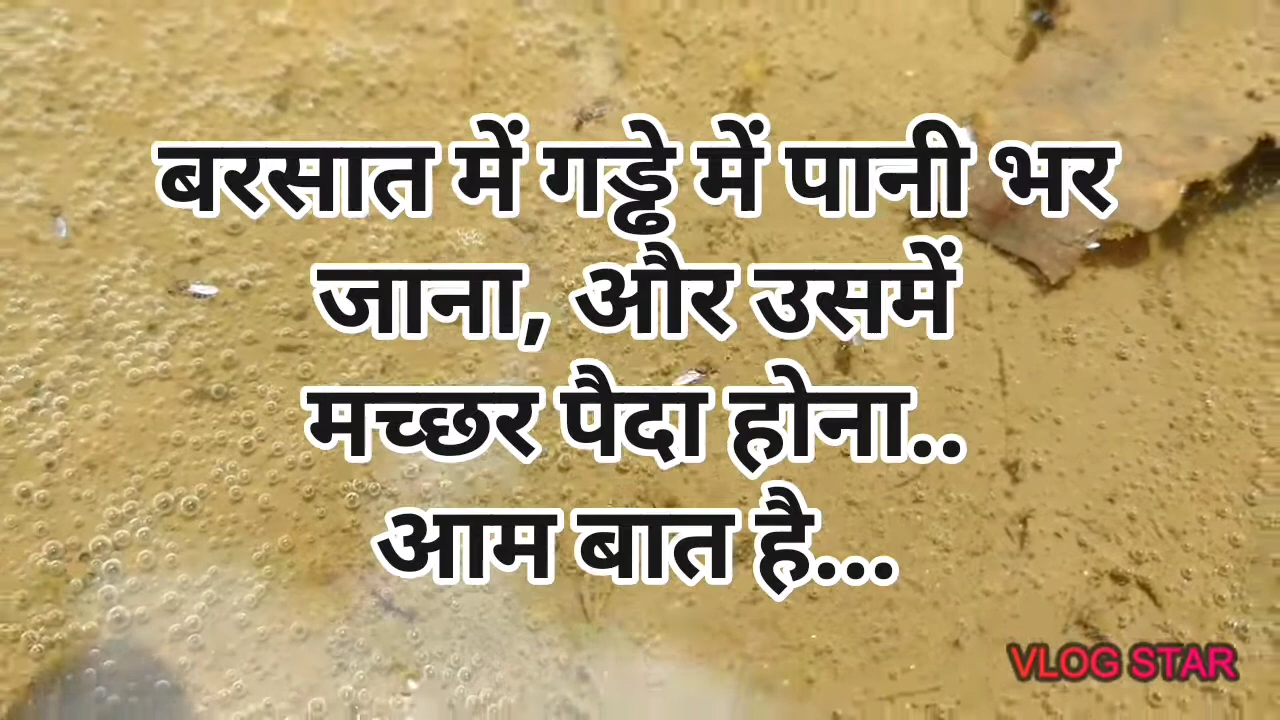 बरसात में गड्ढे में पानी भर
जाना, और उसमें
मच्छर पैदा होना..
आम बात है...
VLOG STAR